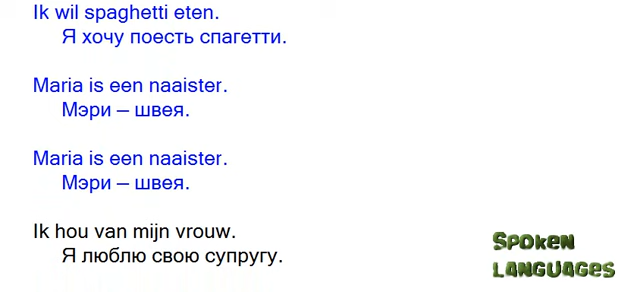 Ik wil spaghetti eten.
Я хочу поесть спагетти.
Maria is een naaister.
Мэри — швея.
Maria is een naaister.
Мэри — швея.
Ik hou van mijn vrouw.
Я люблю свою супругу.
Spoken
Languages